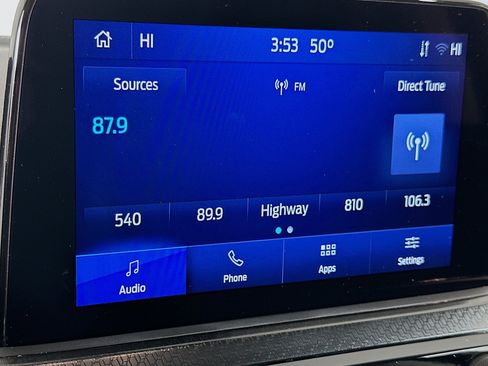 HI 3:53 50° HI
Sources FM Direct Tune
87.9
540 89.9 Highway 810 106.3
Audio Phone Apps Settings